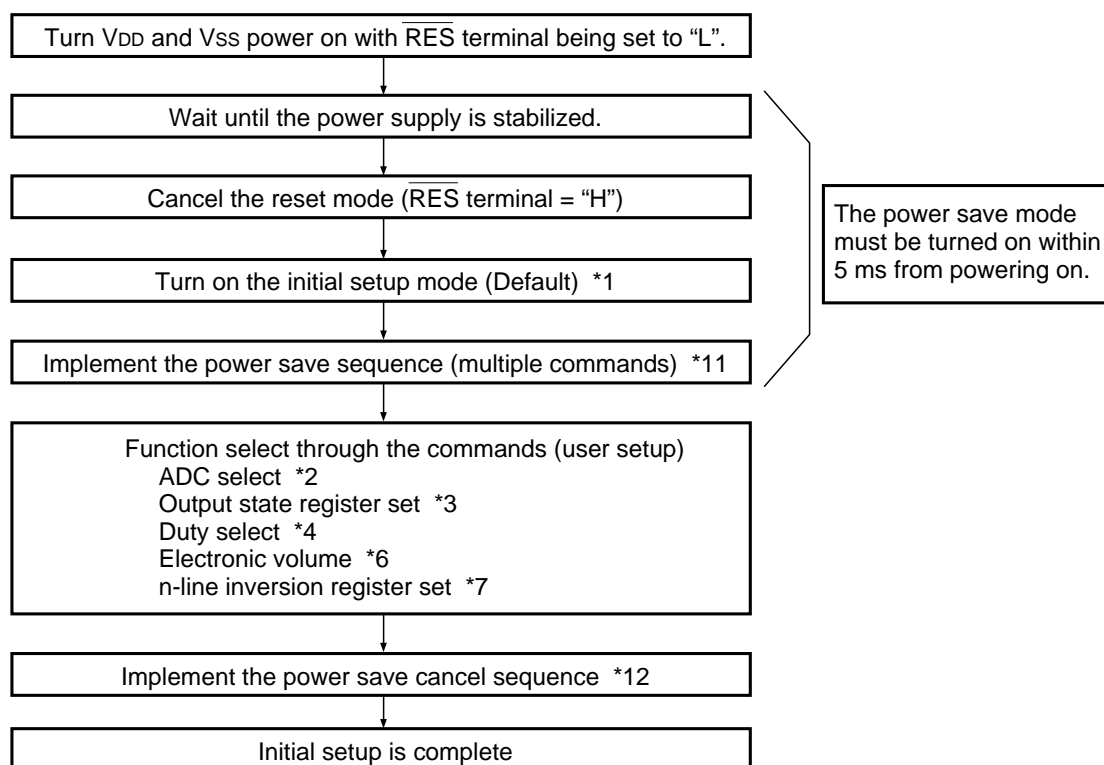 Turn VDD and VSS power on with R̅E̅S̅ terminal being set to “L”.
Wait until the power supply is stabilized.
Cancel the reset mode (R̅E̅S̅ terminal = “H”)
The power save mode
must be turned on within
5 ms from powering on.
Turn on the initial setup mode (Default) *1
Implement the power save sequence (multiple commands) *11
Function select through the commands (user setup)
ADC select *2
Output state register set *3
Duty select *4
Electronic volume *6
n-line inversion register set *7
Implement the power save cancel sequence *12
Initial setup is complete